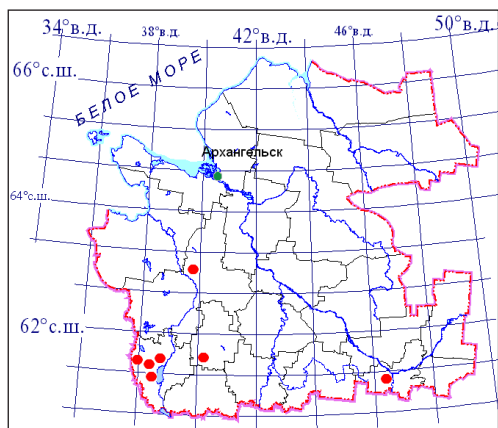 34°в.д.
38°в.д.
42°в.д.
46°в.д.
50°в.д.
66°с.ш.
БЕЛОЕ МОРЕ
Архангельск
64°с.ш.
62°с.ш.